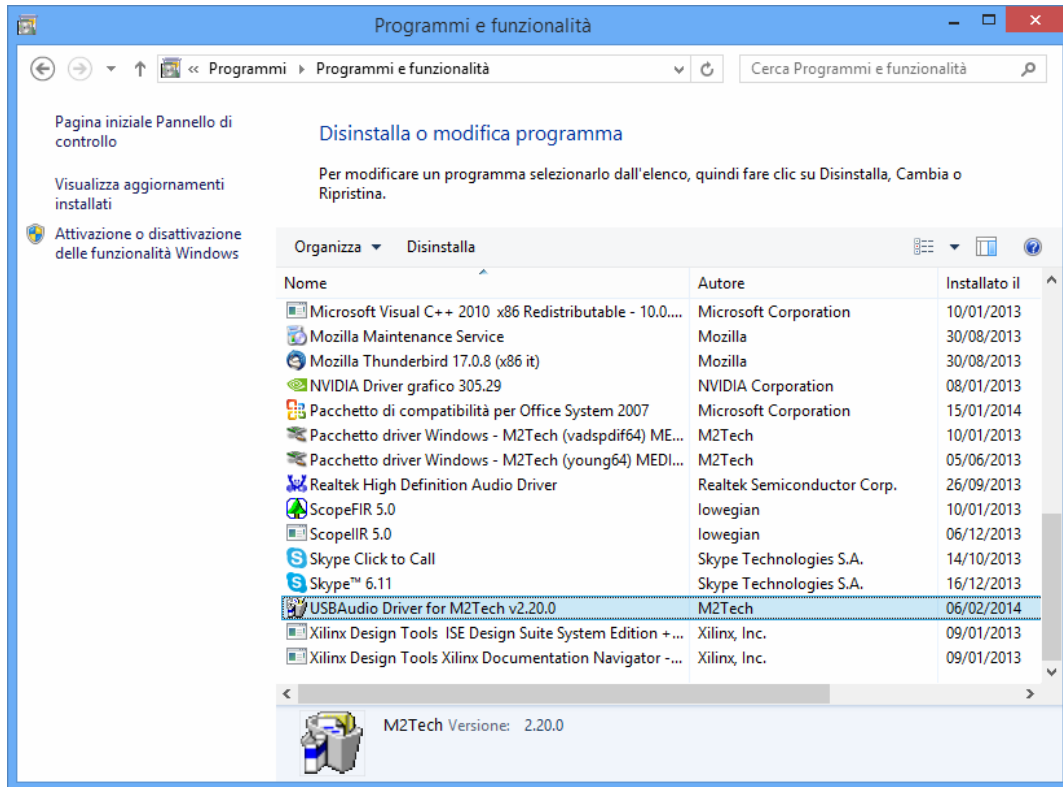 Programmi e funzionalità
« Programmi Programmi e funzionalità
Cerca Programmi e funzionalità
Pagina iniziale Pannello di
controllo
Visualizza aggiornamenti
installati
Attivazione o disattivazione
delle funzionalità Windows
Disinstalla o modifica programma
Per modificare un programma selezionarlo dall'elenco, quindi fare clic su Disinstalla, Cambia o
Ripristina.
Organizza Disinstalla
Nome Autore Installato il
Microsoft Visual C++ 2010 x86 Redistributable - 10.0.... Microsoft Corporation 10/01/2013
Mozilla Maintenance Service Mozilla 30/08/2013
Mozilla Thunderbird 17.0.8 (x86 it) Mozilla 30/08/2013
NVIDIA Driver grafico 305.29 NVIDIA Corporation 08/01/2013
Pacchetto di compatibilità per Office System 2007 Microsoft Corporation 15/01/2014
Pacchetto driver Windows - M2Tech (vadspdif64) ME... M2Tech 10/01/2013
Pacchetto driver Windows - M2Tech (young64) MEDI... M2Tech 05/06/2013
Realtek High Definition Audio Driver Realtek Semiconductor Corp. 26/09/2013
ScopeFIR 5.0 Iowegian 10/01/2013
ScopeIIR 5.0 Iowegian 06/12/2013
Skype Click to Call Skype Technologies S.A. 14/10/2013
Skype™ 6.11 Skype Technologies S.A. 16/12/2013
USBAudio Driver for M2Tech v2.20.0 M2Tech 06/02/2014
Xilinx Design Tools ISE Design Suite System Edition +... Xilinx, Inc. 09/01/2013
Xilinx Design Tools Xilinx Documentation Navigator -... Xilinx, Inc. 09/01/2013
M2Tech Versione: 2.20.0